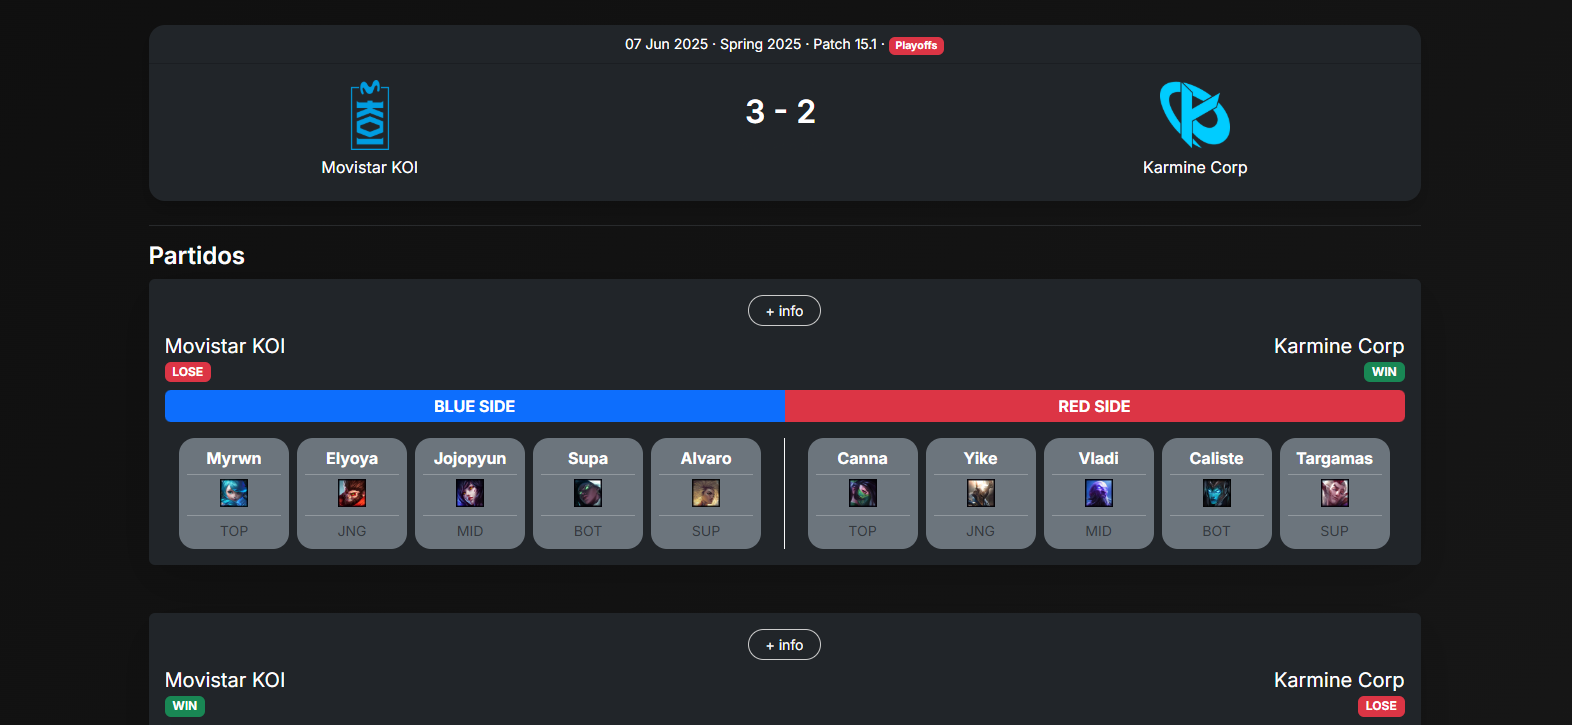 07 Jun 2025 · Spring 2025 · Patch 15.1 · Playoffs
3 - 2
KOI
Movistar KOI
Karmine Corp
Partidos
+ info
Movistar KOI
Karmine Corp
LOSE
WIN
BLUE SIDE
RED SIDE
Myrwn Elyoya Jojopyun Supa Alvaro Canna Yike Vladi Caliste Targamas
TOP JNG MID BOT SUP TOP JNG MID BOT SUP
+ info
Movistar KOI
Karmine Corp
WIN
LOSE